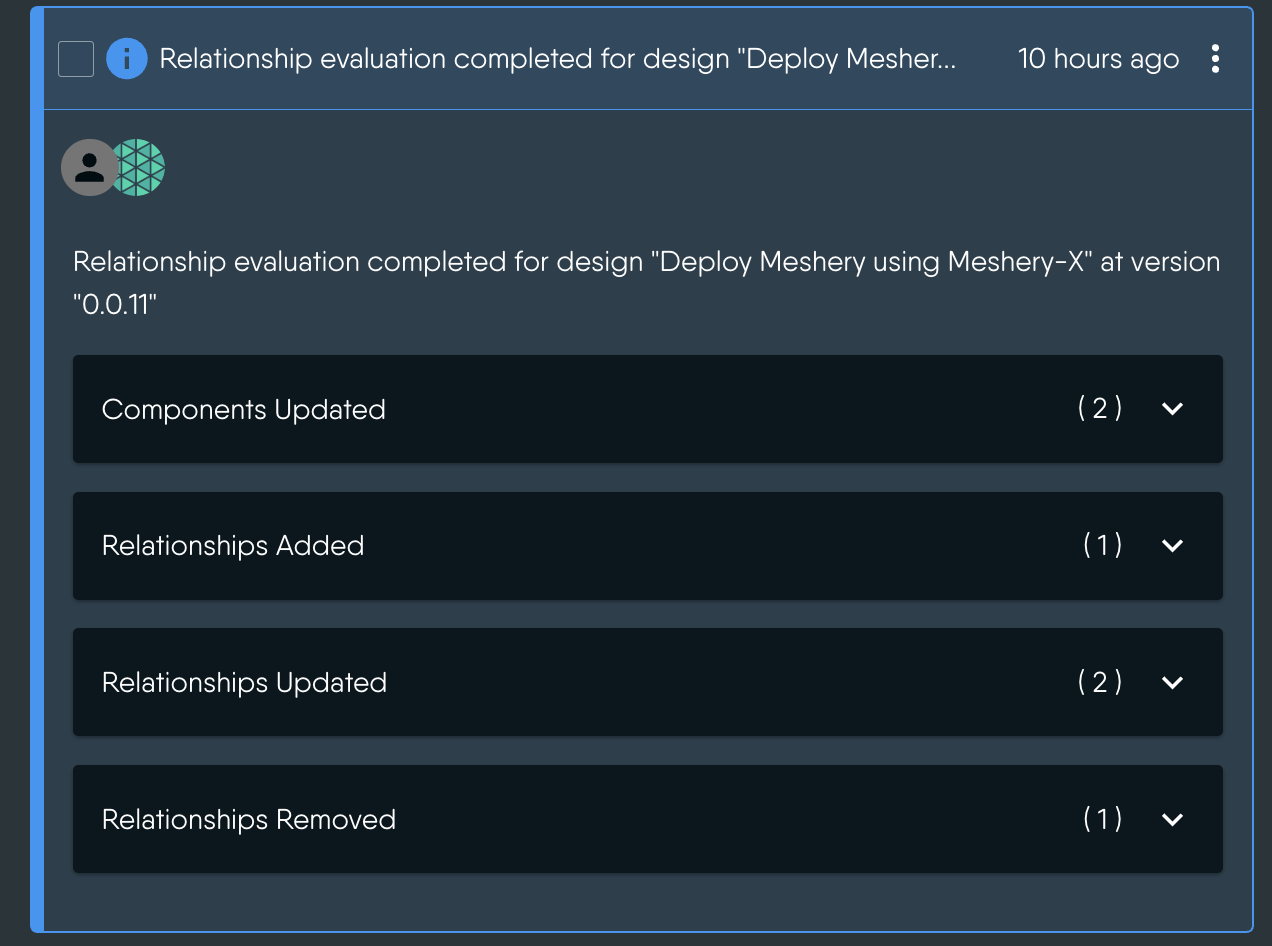 Relationship evaluation completed for design "Deploy Mesher... 10 hours ago
Relationship evaluation completed for design "Deploy Meshery using Meshery-X" at version
"0.0.11"
Components Updated ( 2 )
Relationships Added ( 1 )
Relationships Updated ( 2 )
Relationships Removed ( 1 )